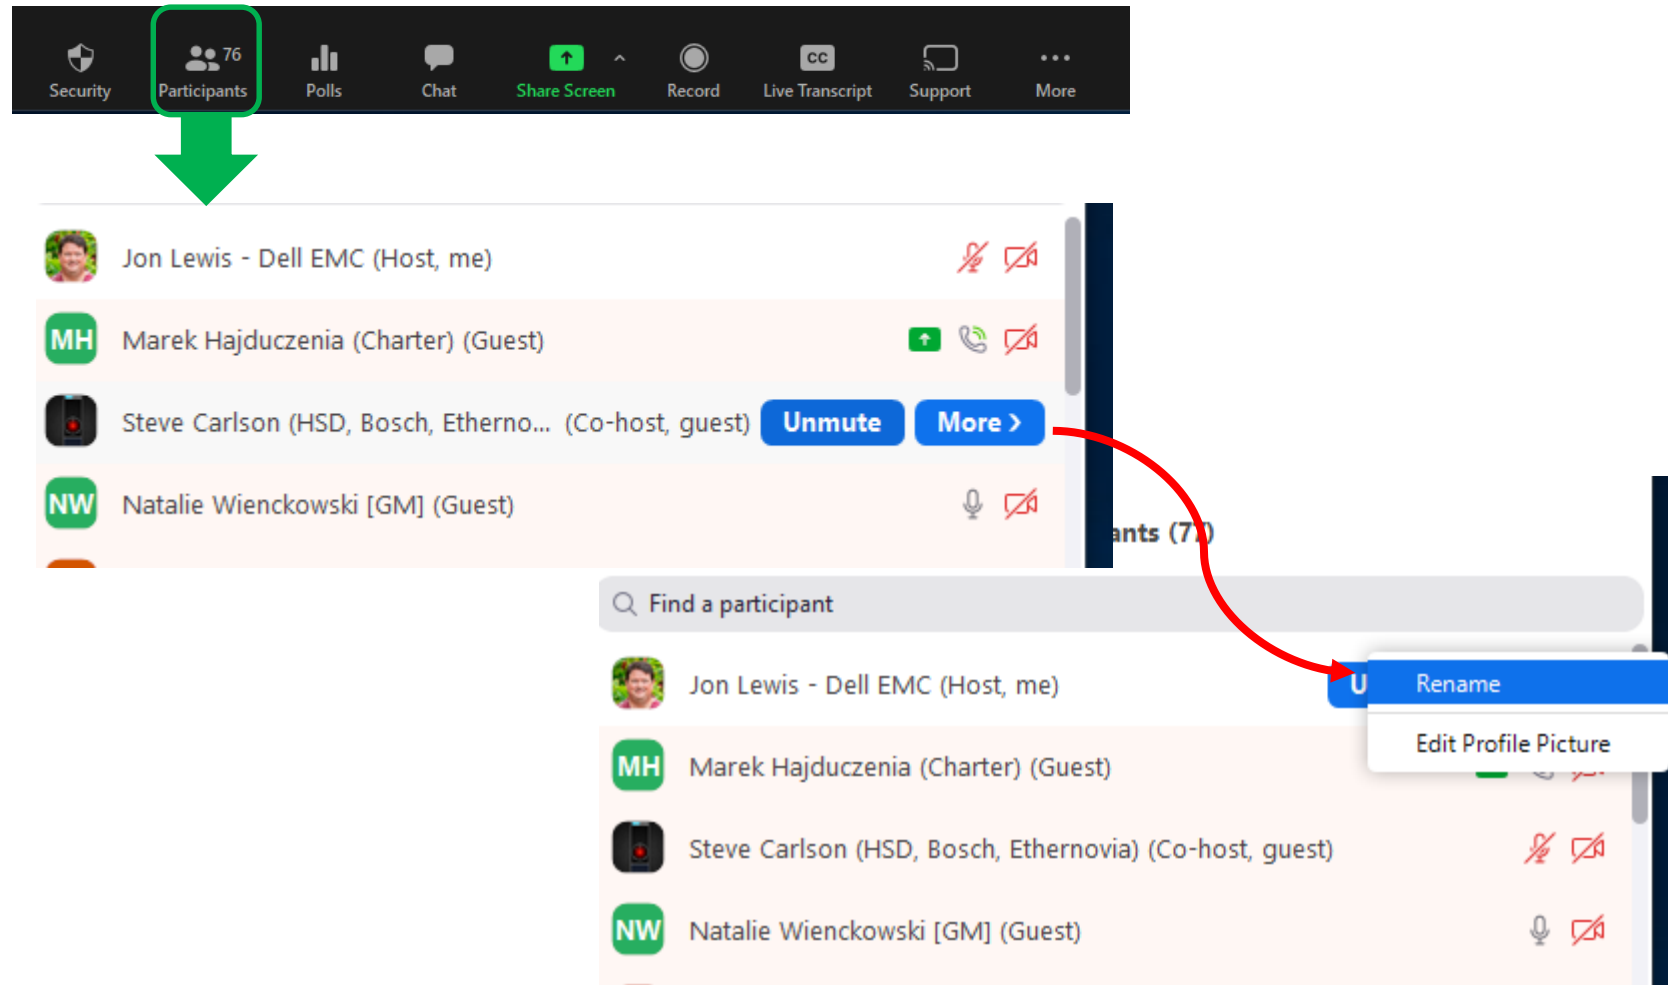 76
Security Participants Polls Chat Share Screen Record CC Live Transcript Support More
Jon Lewis - Dell EMC (Host, me)
MH Marek Hajduczenia (Charter) (Guest)
Steve Carlson (HSD, Bosch, Etherno... (Co-host, guest) Unmute More >
NW Natalie Wienckowski [GM] (Guest)
ants (77)
Find a participant
Jon Lewis - Dell EMC (Host, me) U Rename
Edit Profile Picture
MH Marek Hajduczenia (Charter) (Guest)
Steve Carlson (HSD, Bosch, Ethernovia) (Co-host, guest)
NW Natalie Wienckowski [GM] (Guest)